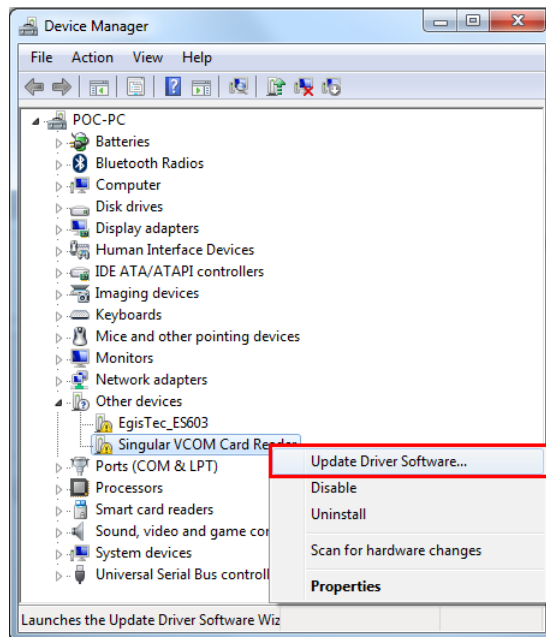 Device Manager
File Action View Help
POC-PC
Batteries
Bluetooth Radios
Computer
Disk drives
Display adapters
Human Interface Devices
IDE ATA/ATAPI controllers
Imaging devices
Keyboards
Mice and other pointing devices
Monitors
Network adapters
Other devices
EgisTec_ES603
Singular VCOM Card Reader
Update Driver Software...
Ports (COM & LPT)
Disable
Processors
Uninstall
Smart card readers
Sound, video and game con
Scan for hardware changes
System devices
Universal Serial Bus controll
Properties
Launches the Update Driver Software Wiz